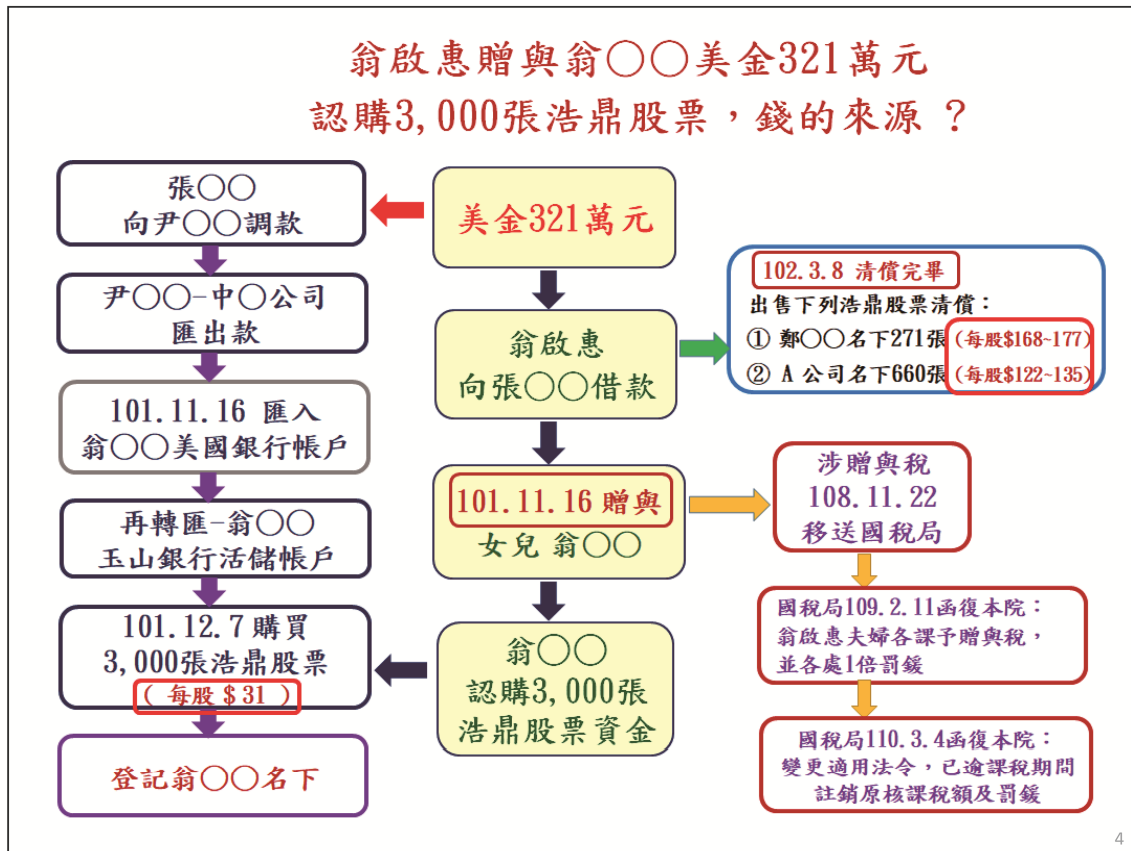 翁啟惠贈與翁○○美金321萬元
認購3,000張浩鼎股票，錢的來源 ？
張○○
向尹○○調款
尹○○-中○公司
匯出款
101.11.16 匯入
翁○○美國銀行帳戶
再轉匯-翁○○
玉山銀行活儲帳戶
101.12.7 購買
3,000張浩鼎股票
( 每股 $ 31 )
登記翁○○名下
美金321萬元
翁啟惠
向張○○借款
101.11.16 贈與
女兒 翁○○
翁○○
認購3,000張
浩鼎股票資金
102.3.8 清償完畢
出售下列浩鼎股票清償：
① 鄭○○名下271張 (每股$168~177)
② A 公司名下660張 (每股$122~135)
涉贈與稅
108.11.22
移送國稅局
國稅局109.2.11函復本院：
翁啟惠夫婦各課予贈與稅，
並各處1倍罰鍰
國稅局110.3.4函復本院：
變更適用法令，已逾課稅期間
註銷原核課稅額及罰鍰
4